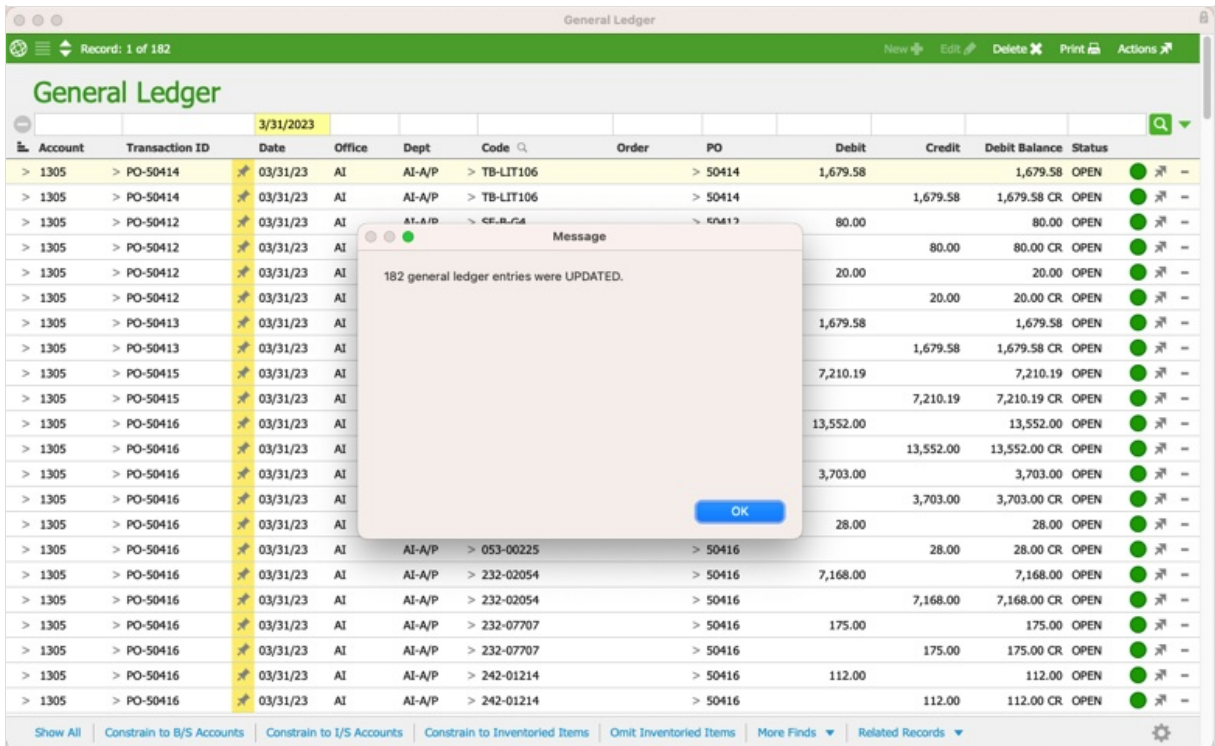 General Ledger
Record: 1 of 182 New Edit Delete Print Actions
General Ledger
3/31/2023
Account Transaction ID Date Office Dept Code Order PO Debit Credit Debit Balance Status
> 1305 > PO-50414 03/31/23 AI AI-A/P > TB-LIT106 > 50414 1,679.58 1,679.58 OPEN
> 1305 > PO-50414 03/31/23 AI AI-A/P > TB-LIT106 > 50414 1,679.58 1,679.58 CR OPEN
> 1305 > PO-50412 03/31/23 AI AI-A/P > SE-B-G4 > 50412 80.00 80.00 OPEN
> 1305 > PO-50412 03/31/23 AI 80.00 80.00 CR OPEN
> 1305 > PO-50412 03/31/23 AI 20.00 20.00 OPEN
> 1305 > PO-50412 03/31/23 AI 20.00 20.00 CR OPEN
> 1305 > PO-50413 03/31/23 AI 1,679.58 1,679.58 OPEN
> 1305 > PO-50413 03/31/23 AI 1,679.58 1,679.58 CR OPEN
> 1305 > PO-50415 03/31/23 AI 7,210.19 7,210.19 OPEN
> 1305 > PO-50415 03/31/23 AI 7,210.19 7,210.19 CR OPEN
> 1305 > PO-50416 03/31/23 AI 13,552.00 13,552.00 OPEN
> 1305 > PO-50416 03/31/23 AI 13,552.00 13,552.00 CR OPEN
> 1305 > PO-50416 03/31/23 AI 3,703.00 3,703.00 OPEN
> 1305 > PO-50416 03/31/23 AI 3,703.00 3,703.00 CR OPEN
> 1305 > PO-50416 03/31/23 AI 28.00 28.00 OPEN
> 1305 > PO-50416 03/31/23 AI AI-A/P > 053-00225 > 50416 28.00 28.00 CR OPEN
> 1305 > PO-50416 03/31/23 AI AI-A/P > 232-02054 > 50416 7,168.00 7,168.00 OPEN
> 1305 > PO-50416 03/31/23 AI AI-A/P > 232-02054 > 50416 7,168.00 7,168.00 CR OPEN
> 1305 > PO-50416 03/31/23 AI AI-A/P > 232-07707 > 50416 175.00 175.00 OPEN
> 1305 > PO-50416 03/31/23 AI AI-A/P > 232-07707 > 50416 175.00 175.00 CR OPEN
> 1305 > PO-50416 03/31/23 AI AI-A/P > 242-01214 > 50416 112.00 112.00 OPEN
> 1305 > PO-50416 03/31/23 AI AI-A/P > 242-01214 > 50416 112.00 112.00 CR OPEN
Message
182 general ledger entries were UPDATED.
OK
Show All Constrain to B/S Accounts Constrain to I/S Accounts Constrain to Inventoried Items Omit Inventoried Items More Finds Related Records